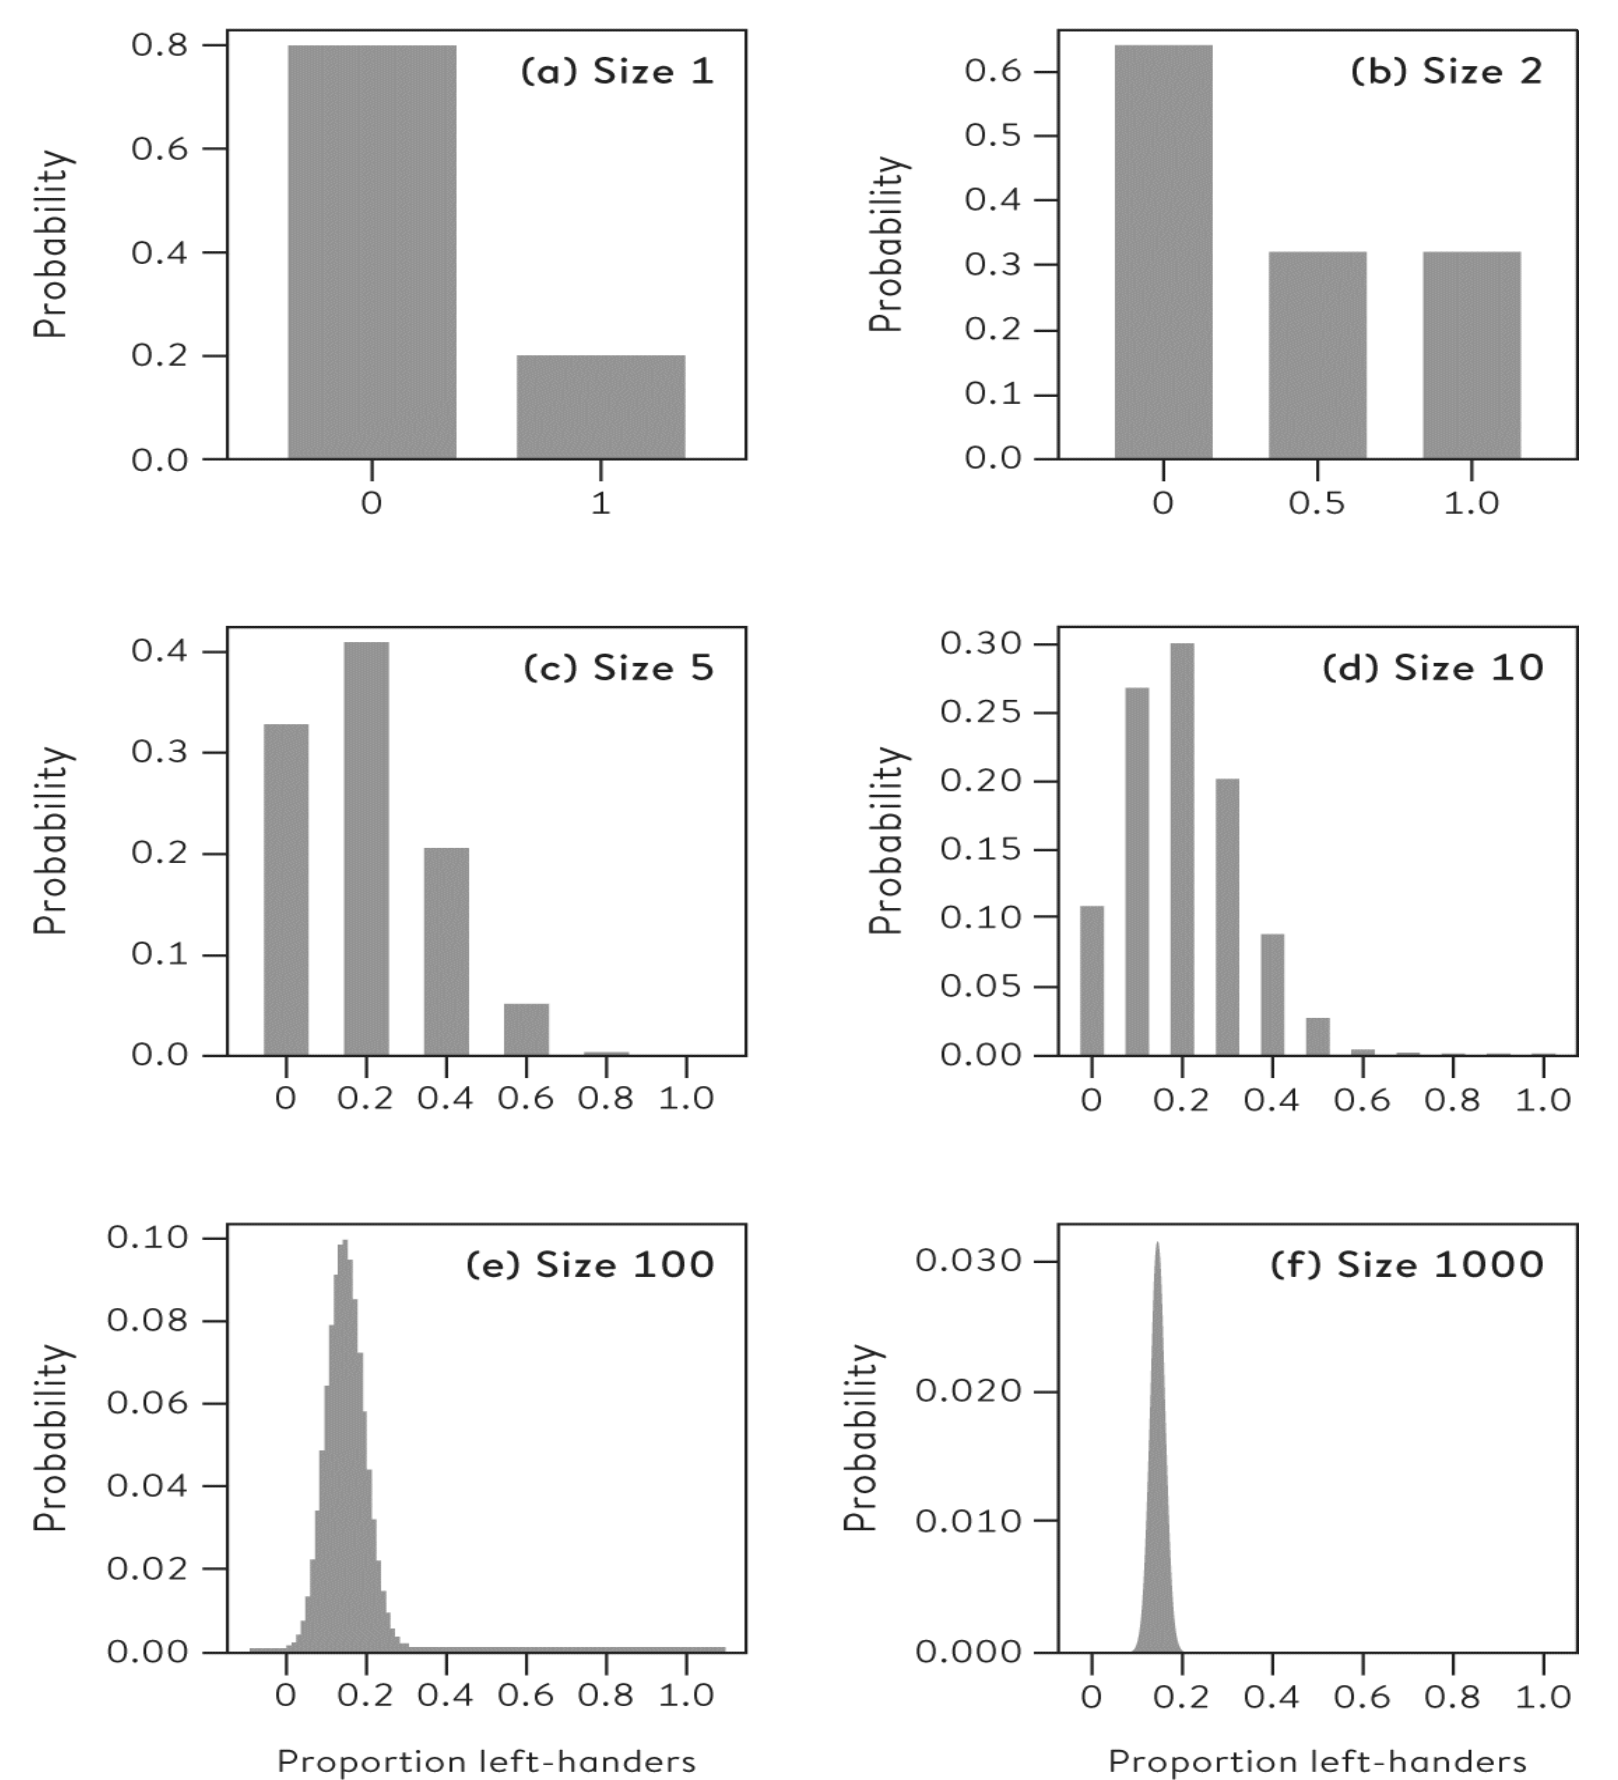 (a) Size 1
Probability
0.8
0.6
0.4
0.2
0.0
0 1
(b) Size 2
Probability
0.6
0.5
0.4
0.3
0.2
0.1
0.0
0 0.5 1.0
(c) Size 5
Probability
0.4
0.3
0.2
0.1
0.0
0 0.2 0.4 0.6 0.8 1.0
(d) Size 10
Probability
0.30
0.25
0.20
0.15
0.10
0.05
0.00
0 0.2 0.4 0.6 0.8 1.0
(e) Size 100
Probability
0.10
0.08
0.06
0.04
0.02
0.00
0 0.2 0.4 0.6 0.8 1.0
Proportion left-handers
(f) Size 1000
Probability
0.030
0.020
0.010
0.000
0 0.2 0.4 0.6 0.8 1.0
Proportion left-handers